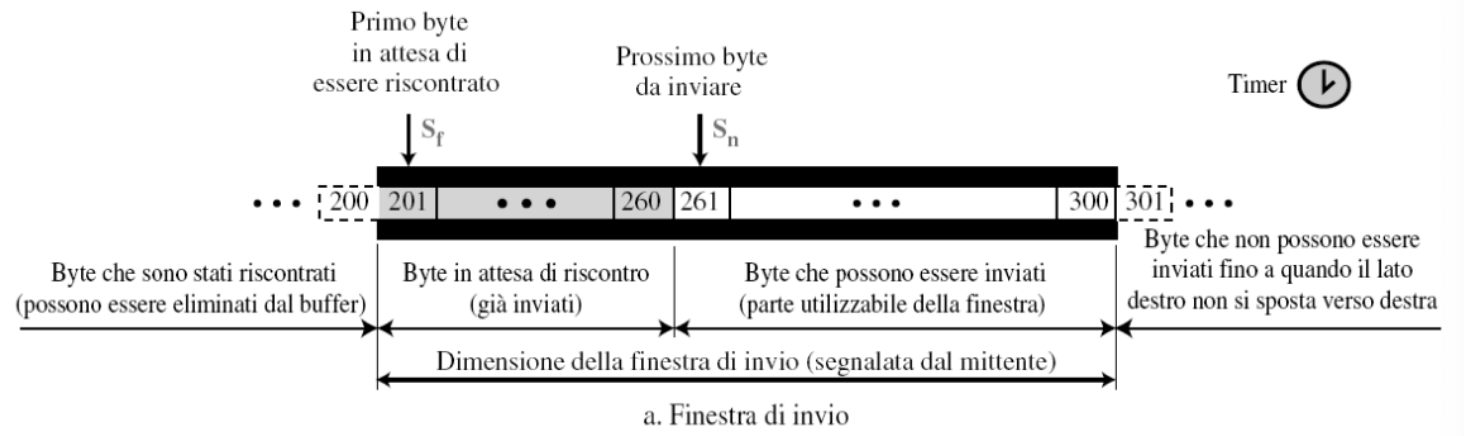 Primo byte
in attesa di
essere riscontrato
Prossimo byte
da inviare
Timer
Sf
Sn
••• 200 201 ••• 260 261 ••• 300 301 •••
Byte che sono stati riscontrati
(possono essere eliminati dal buffer)
Byte in attesa di riscontro
(già inviati)
Byte che possono essere inviati
(parte utilizzabile della finestra)
Byte che non possono essere
inviati fino a quando il lato
destro non si sposta verso destra
Dimensione della finestra di invio (segnalata dal mittente)
a. Finestra di invio